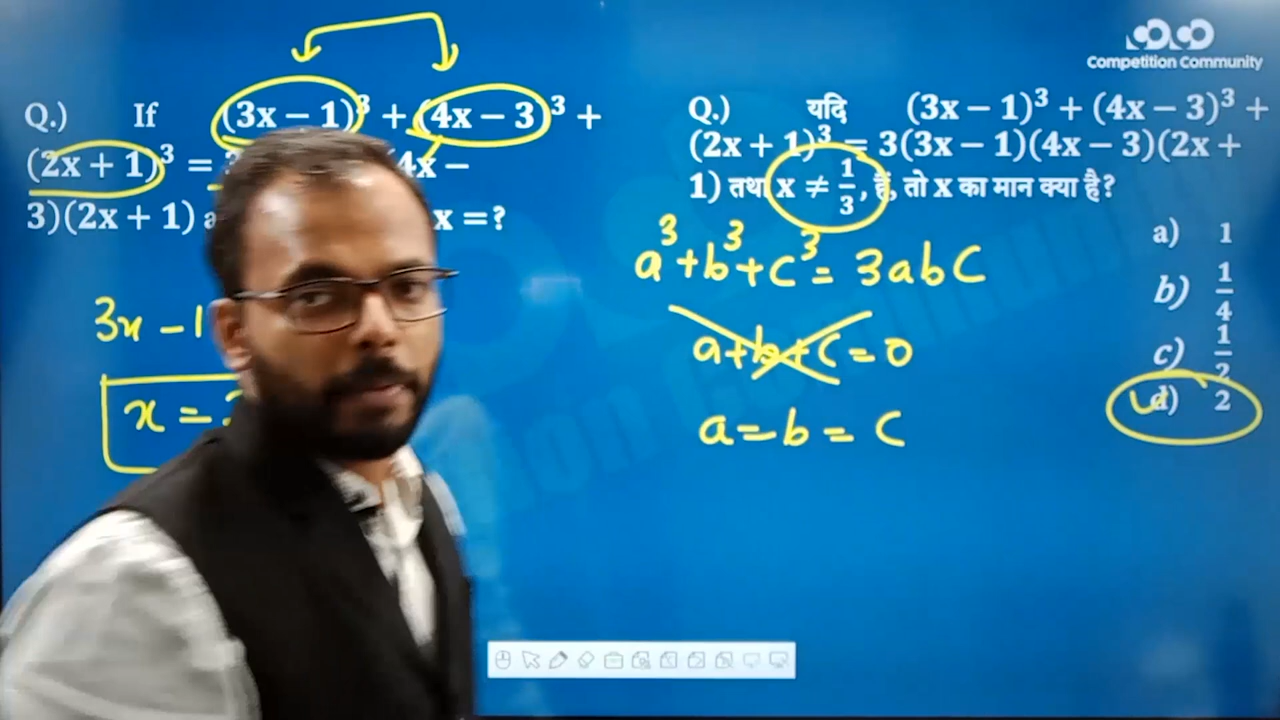 Competition Community
Q.) If (3x − 1)³ + (4x − 3)³ +
(2x + 1)³ = 3 (4x −
3)(2x + 1) x = ?
3x − 1
x = 2
Q.) यदि (3x − 1)³ + (4x − 3)³ +
(2x + 1)³ = 3(3x − 1)(4x − 3)(2x +
1) तथा x ≠ 1/3, हैं, तो x का मान क्या है?
a³ + b³ + c³ = 3abc
a + b + c = 0
a = b = c
a) 1
b) 1/4
c) 1/2
d) 2